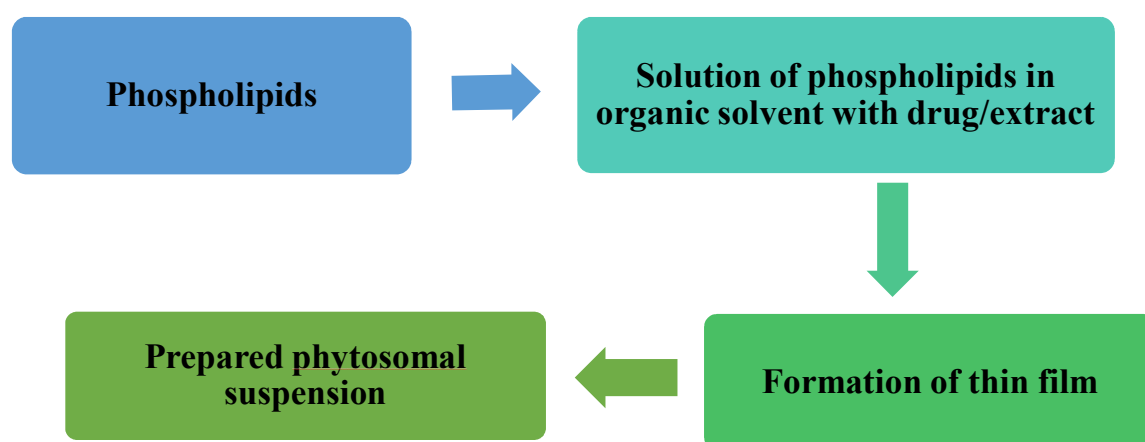 Phospholipids
Solution of phospholipids in
organic solvent with drug/extract
Formation of thin film
Prepared phytosomal
suspension